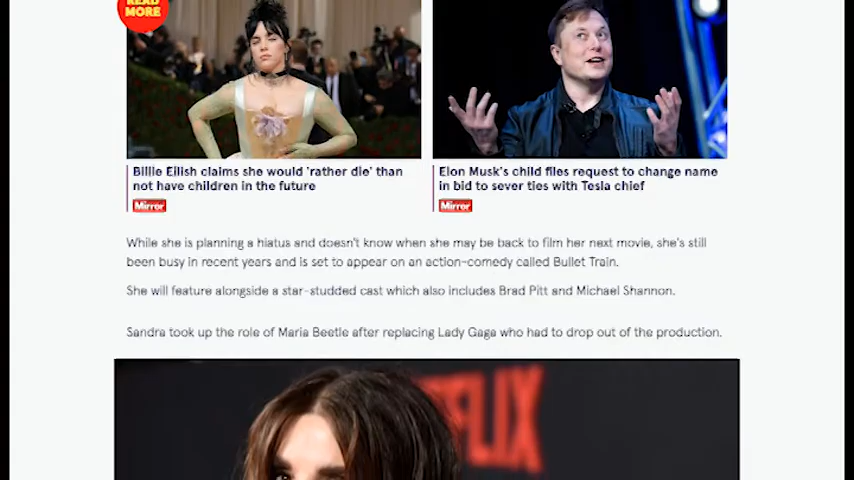 READ
MORE
Billie Eilish claims she would 'rather die' than
not have children in the future
Mirror
Elon Musk's child files request to change name
in bid to sever ties with Tesla chief
Mirror
While she is planning a hiatus and doesn't know when she may be back to film her next movie, she's still
been busy in recent years and is set to appear on an action-comedy called Bullet Train.
She will feature alongside a star-studded cast which also includes Brad Pitt and Michael Shannon.
Sandra took up the role of Maria Beetle after replacing Lady Gaga who had to drop out of the production.
FLIX